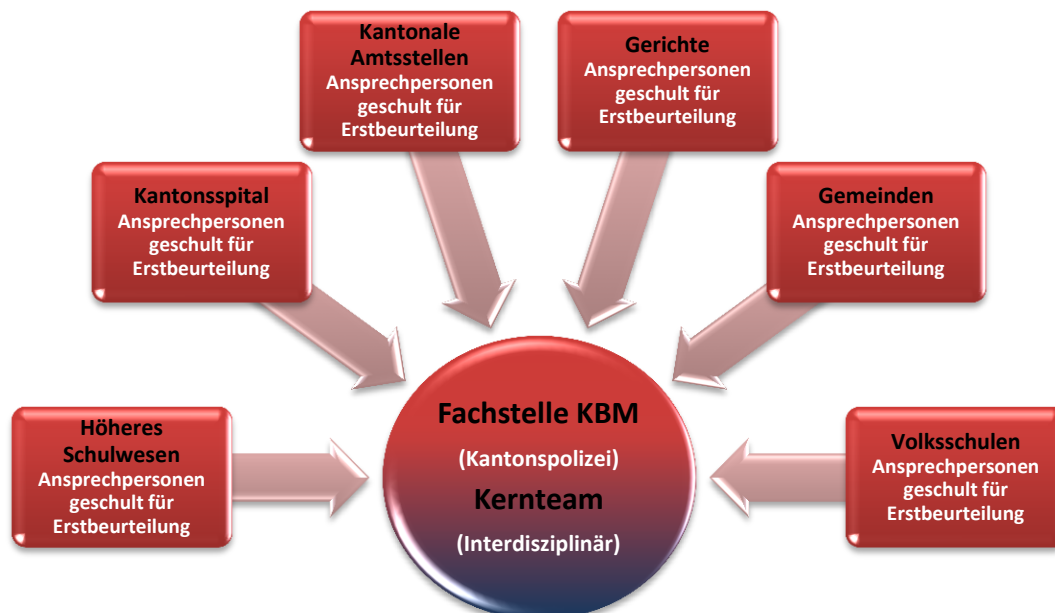 Kantonale
Amtsstellen
Ansprechpersonen
geschult für
Erstbeurteilung
Gerichte
Ansprechpersonen
geschult für
Erstbeurteilung
Kantonsspital
Ansprechpersonen
geschult für
Erstbeurteilung
Gemeinden
Ansprechpersonen
geschult für
Erstbeurteilung
Höheres
Schulwesen
Ansprechpersonen
geschult für
Erstbeurteilung
Fachstelle KBM
(Kantonspolizei)
Kernteam
(Interdisziplinär)
Volksschulen
Ansprechpersonen
geschult für
Erstbeurteilung